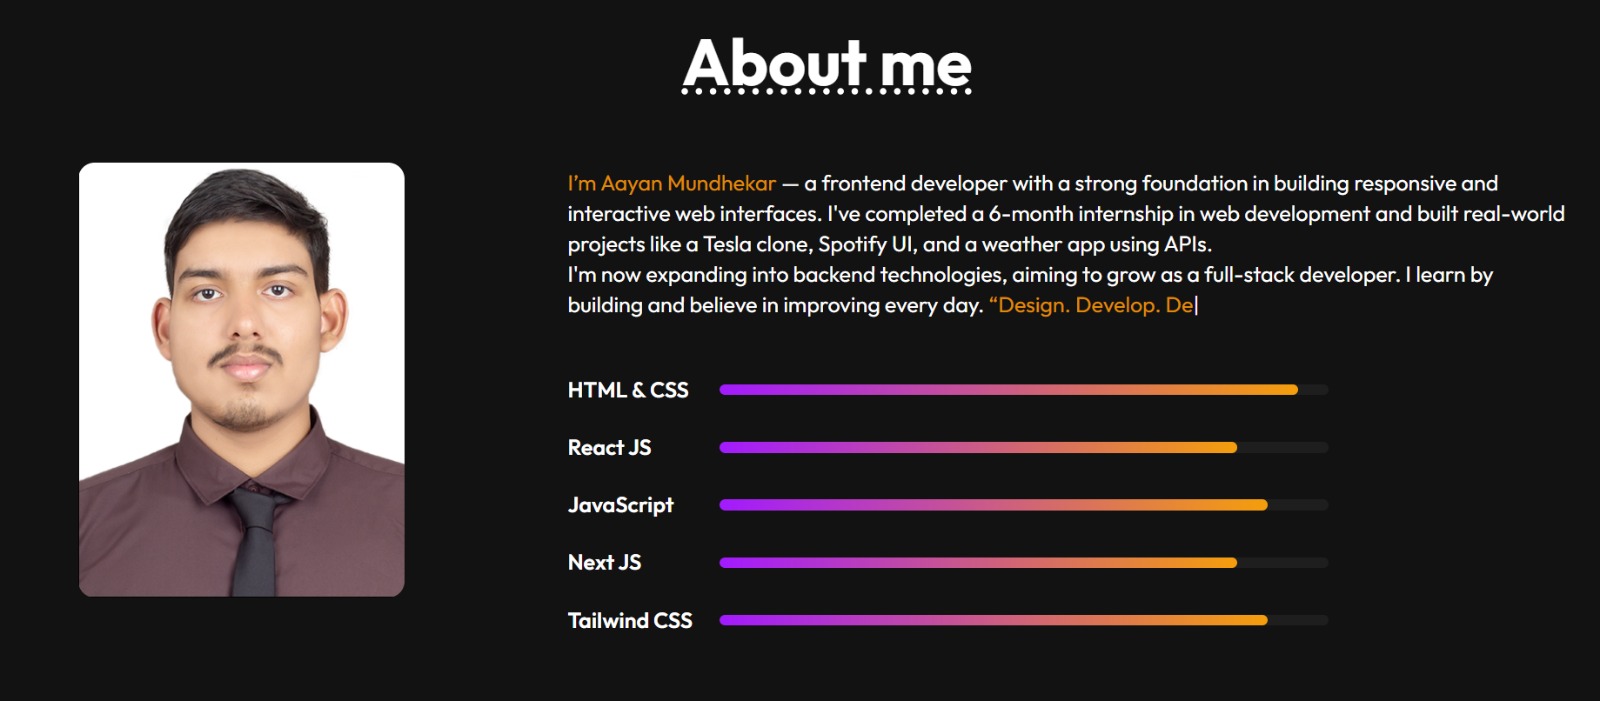 About me
I’m Aayan Mundhekar — a frontend developer with a strong foundation in building responsive and
interactive web interfaces. I've completed a 6-month internship in web development and built real-world
projects like a Tesla clone, Spotify UI, and a weather app using APIs.
I'm now expanding into backend technologies, aiming to grow as a full-stack developer. I learn by
building and believe in improving every day. “Design. Develop. De|
HTML & CSS
React JS
JavaScript
Next JS
Tailwind CSS